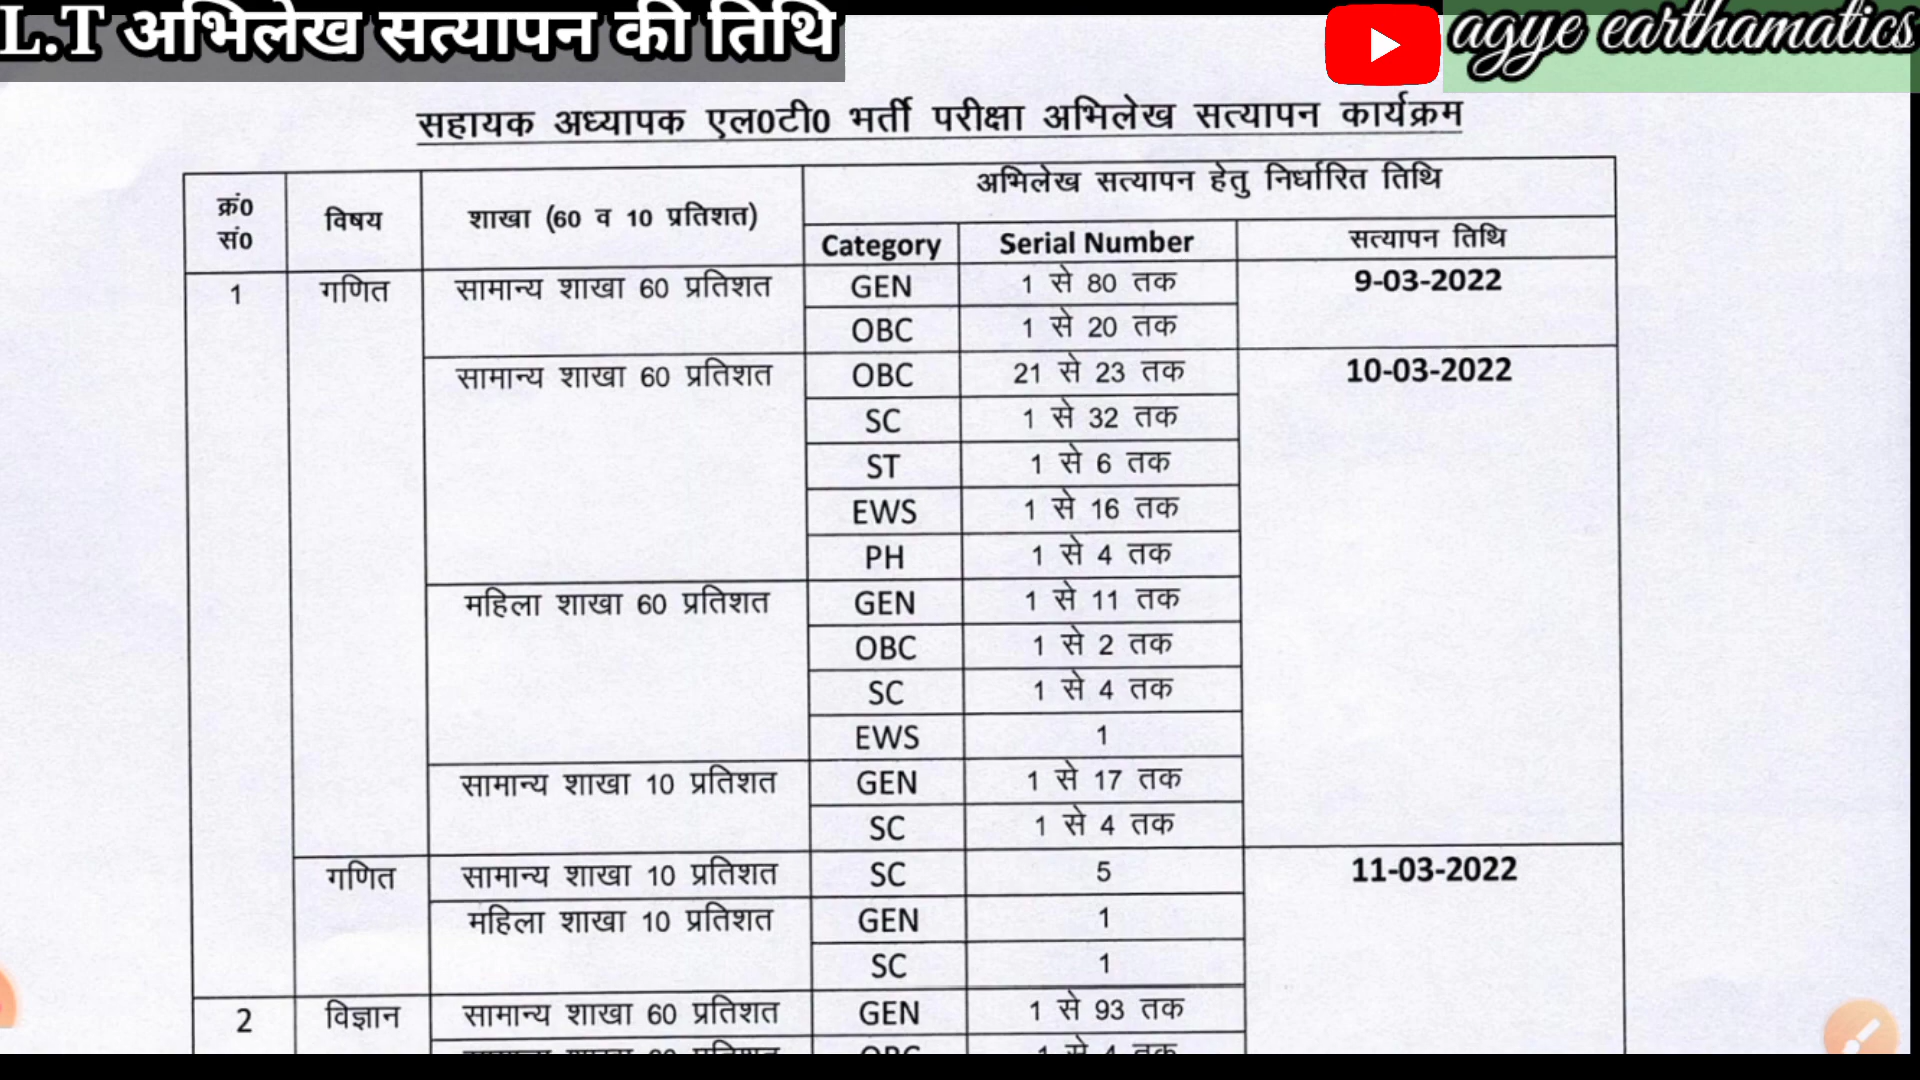 L.T अभिलेख सत्यापन की तिथि
agye earthamatics
सहायक अध्यापक एल0टी0 भर्ती परीक्षा अभिलेख सत्यापन कार्यक्रम
क्रं0 सं0 विषय शाखा (60 व 10 प्रतिशत) अभिलेख सत्यापन हेतु निर्धारित तिथि
Category Serial Number सत्यापन तिथि
1 गणित सामान्य शाखा 60 प्रतिशत GEN 1 से 80 तक 9-03-2022
OBC 1 से 20 तक
सामान्य शाखा 60 प्रतिशत OBC 21 से 23 तक 10-03-2022
SC 1 से 32 तक
ST 1 से 6 तक
EWS 1 से 16 तक
PH 1 से 4 तक
महिला शाखा 60 प्रतिशत GEN 1 से 11 तक
OBC 1 से 2 तक
SC 1 से 4 तक
EWS 1
सामान्य शाखा 10 प्रतिशत GEN 1 से 17 तक
SC 1 से 4 तक
गणित सामान्य शाखा 10 प्रतिशत SC 5 11-03-2022
महिला शाखा 10 प्रतिशत GEN 1
SC 1
2 विज्ञान सामान्य शाखा 60 प्रतिशत GEN 1 से 93 तक
OBC 1 से 4 तक